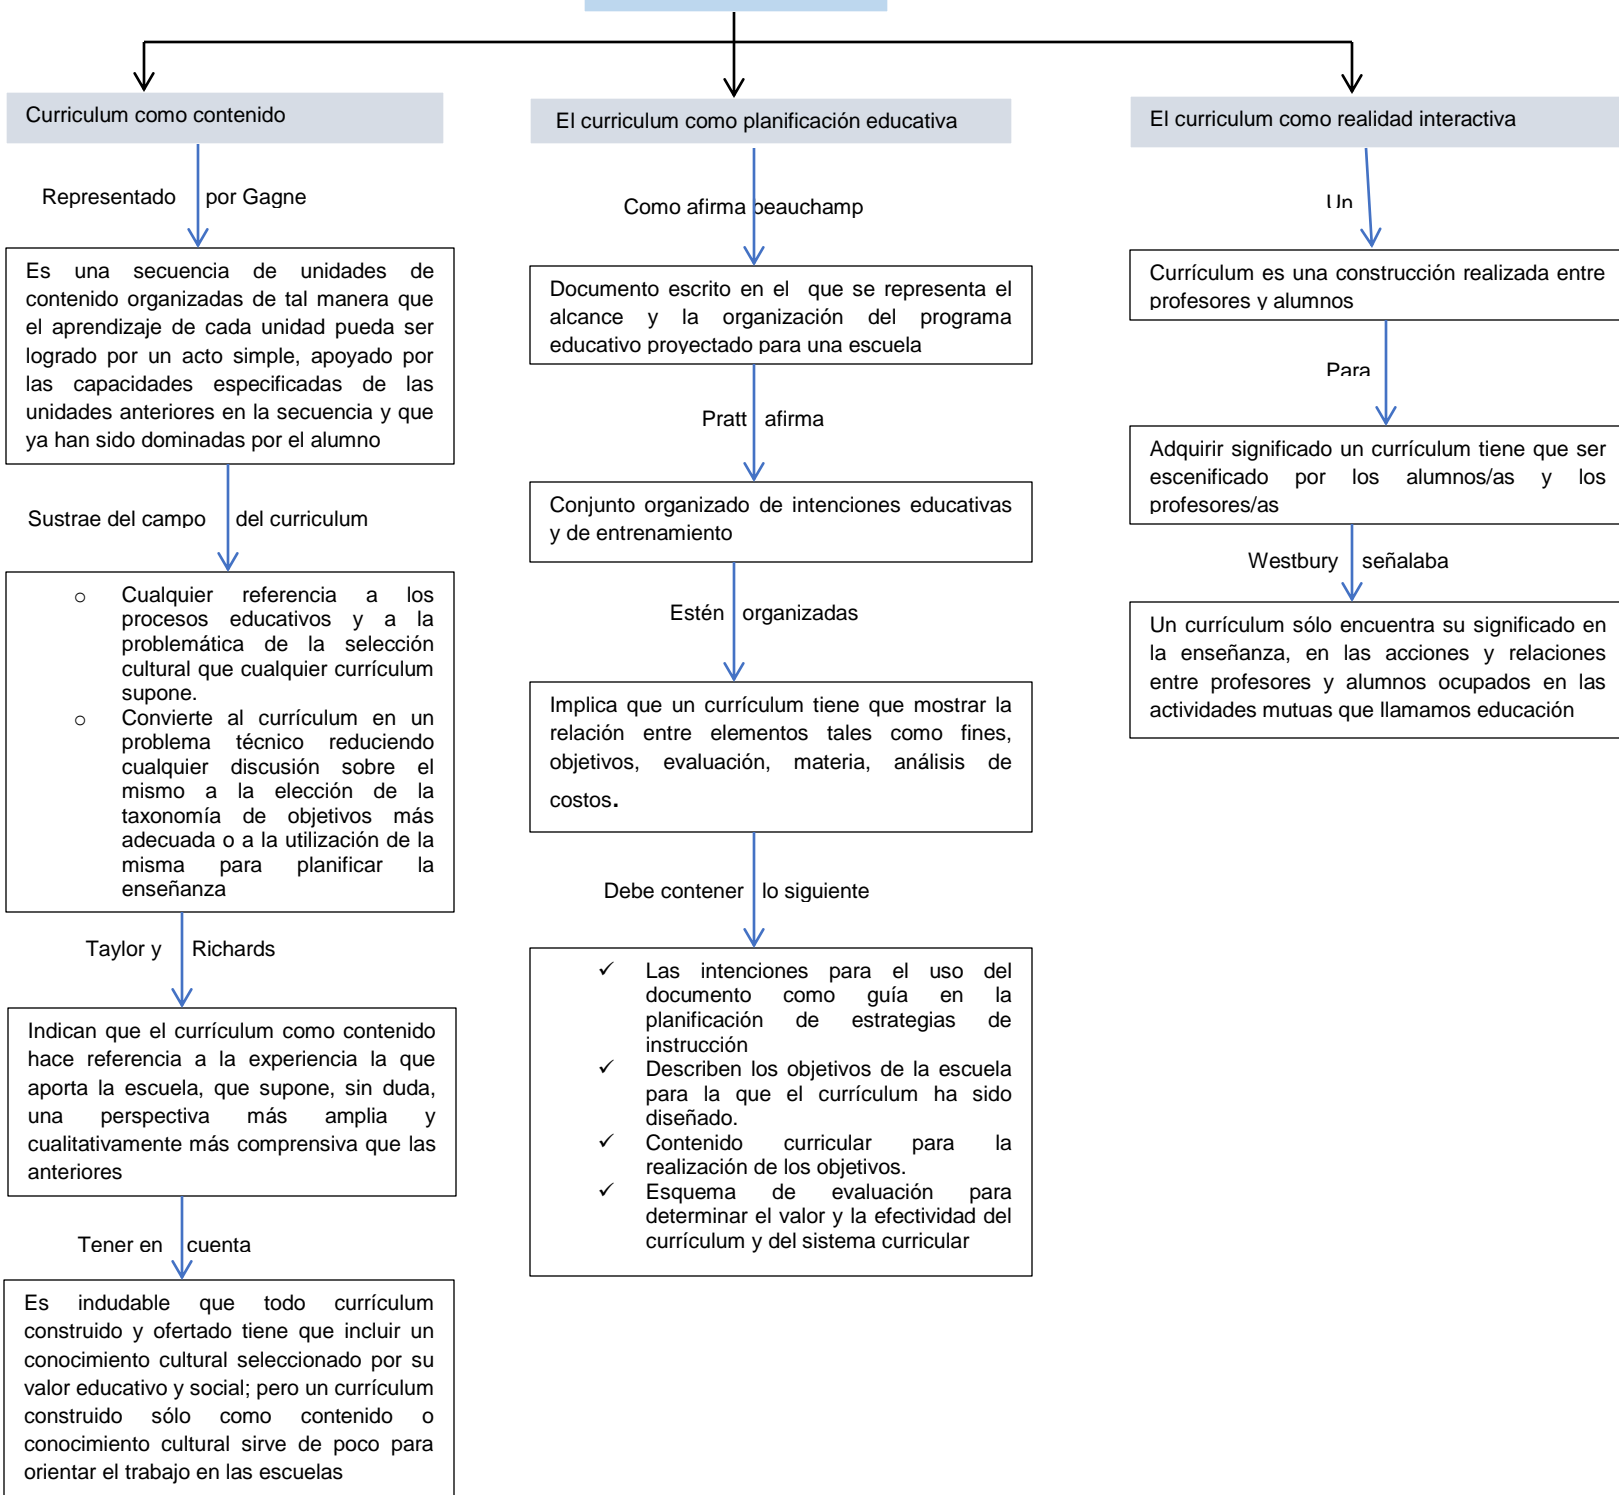 Curriculum como contenido
Representado por Gagne
Es una secuencia de unidades de
contenido organizadas de tal manera que
el aprendizaje de cada unidad pueda ser
logrado por un acto simple, apoyado por
las capacidades especificadas de las
unidades anteriores en la secuencia y que
ya han sido dominadas por el alumno
Sustrae del campo del curriculum
o Cualquier referencia a los
procesos educativos y a la
problemática de la selección
cultural que cualquier currículum
supone.
o Convierte al currículum en un
problema técnico reduciendo
cualquier discusión sobre el
mismo a la elección de la
taxonomía de objetivos más
adecuada o a la utilización de la
misma para planificar la
enseñanza
Taylor y Richards
Indican que el currículum como contenido
hace referencia a la experiencia la que
aporta la escuela, que supone, sin duda,
una perspectiva más amplia y
cualitativamente más comprensiva que las
anteriores
Tener en cuenta
Es indudable que todo currículum
construido y ofertado tiene que incluir un
conocimiento cultural seleccionado por su
valor educativo y social; pero un currículum
construido sólo como contenido o
conocimiento cultural sirve de poco para
orientar el trabajo en las escuelas
El curriculum como planificación educativa
Como afirma beauchamp
Documento escrito en el que se representa el
alcance y la organización del programa
educativo proyectado para una escuela
Pratt afirma
Conjunto organizado de intenciones educativas
y de entrenamiento
Estén organizadas
Implica que un currículum tiene que mostrar la
relación entre elementos tales como fines,
objetivos, evaluación, materia, análisis de
costos.
Debe contener lo siguiente
✓ Las intenciones para el uso del
documento como guía en la
planificación de estrategias de
instrucción
✓ Describen los objetivos de la escuela
para la que el currículum ha sido
diseñado.
✓ Contenido curricular para la
realización de los objetivos.
✓ Esquema de evaluación para
determinar el valor y la efectividad del
currículum y del sistema curricular
El curriculum como realidad interactiva
Un
Currículum es una construcción realizada entre
profesores y alumnos
Para
Adquirir significado un currículum tiene que ser
escenificado por los alumnos/as y los
profesores/as
Westbury señalaba
Un currículum sólo encuentra su significado en
la enseñanza, en las acciones y relaciones
entre profesores y alumnos ocupados en las
actividades mutuas que llamamos educación